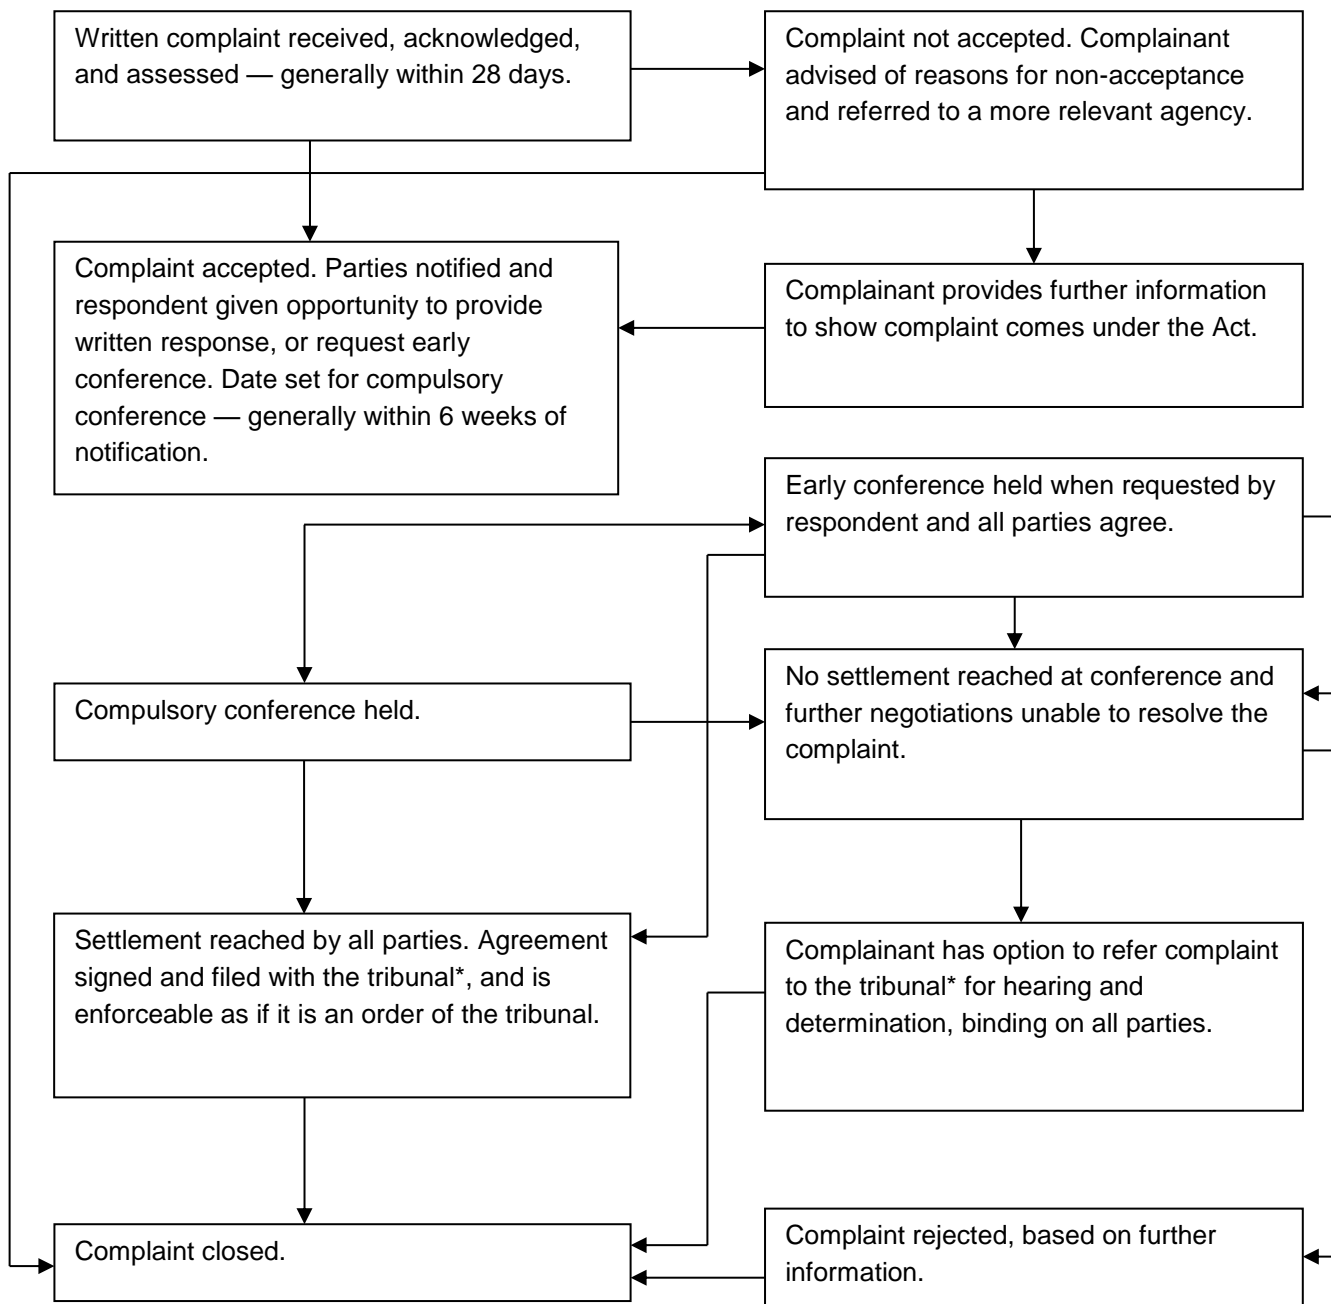 Written complaint received, acknowledged,
and assessed — generally within 28 days.
Complaint not accepted. Complainant
advised of reasons for non-acceptance
and referred to a more relevant agency.
Complaint accepted. Parties notified and
respondent given opportunity to provide
written response, or request early
conference. Date set for compulsory
conference — generally within 6 weeks of
notification.
Complainant provides further information
to show complaint comes under the Act.
Early conference held when requested by
respondent and all parties agree.
Compulsory conference held.
No settlement reached at conference and
further negotiations unable to resolve the
complaint.
Settlement reached by all parties. Agreement
signed and filed with the tribunal*, and is
enforceable as if it is an order of the tribunal.
Complainant has option to refer complaint
to the tribunal* for hearing and
determination, binding on all parties.
Complaint closed.
Complaint rejected, based on further
information.